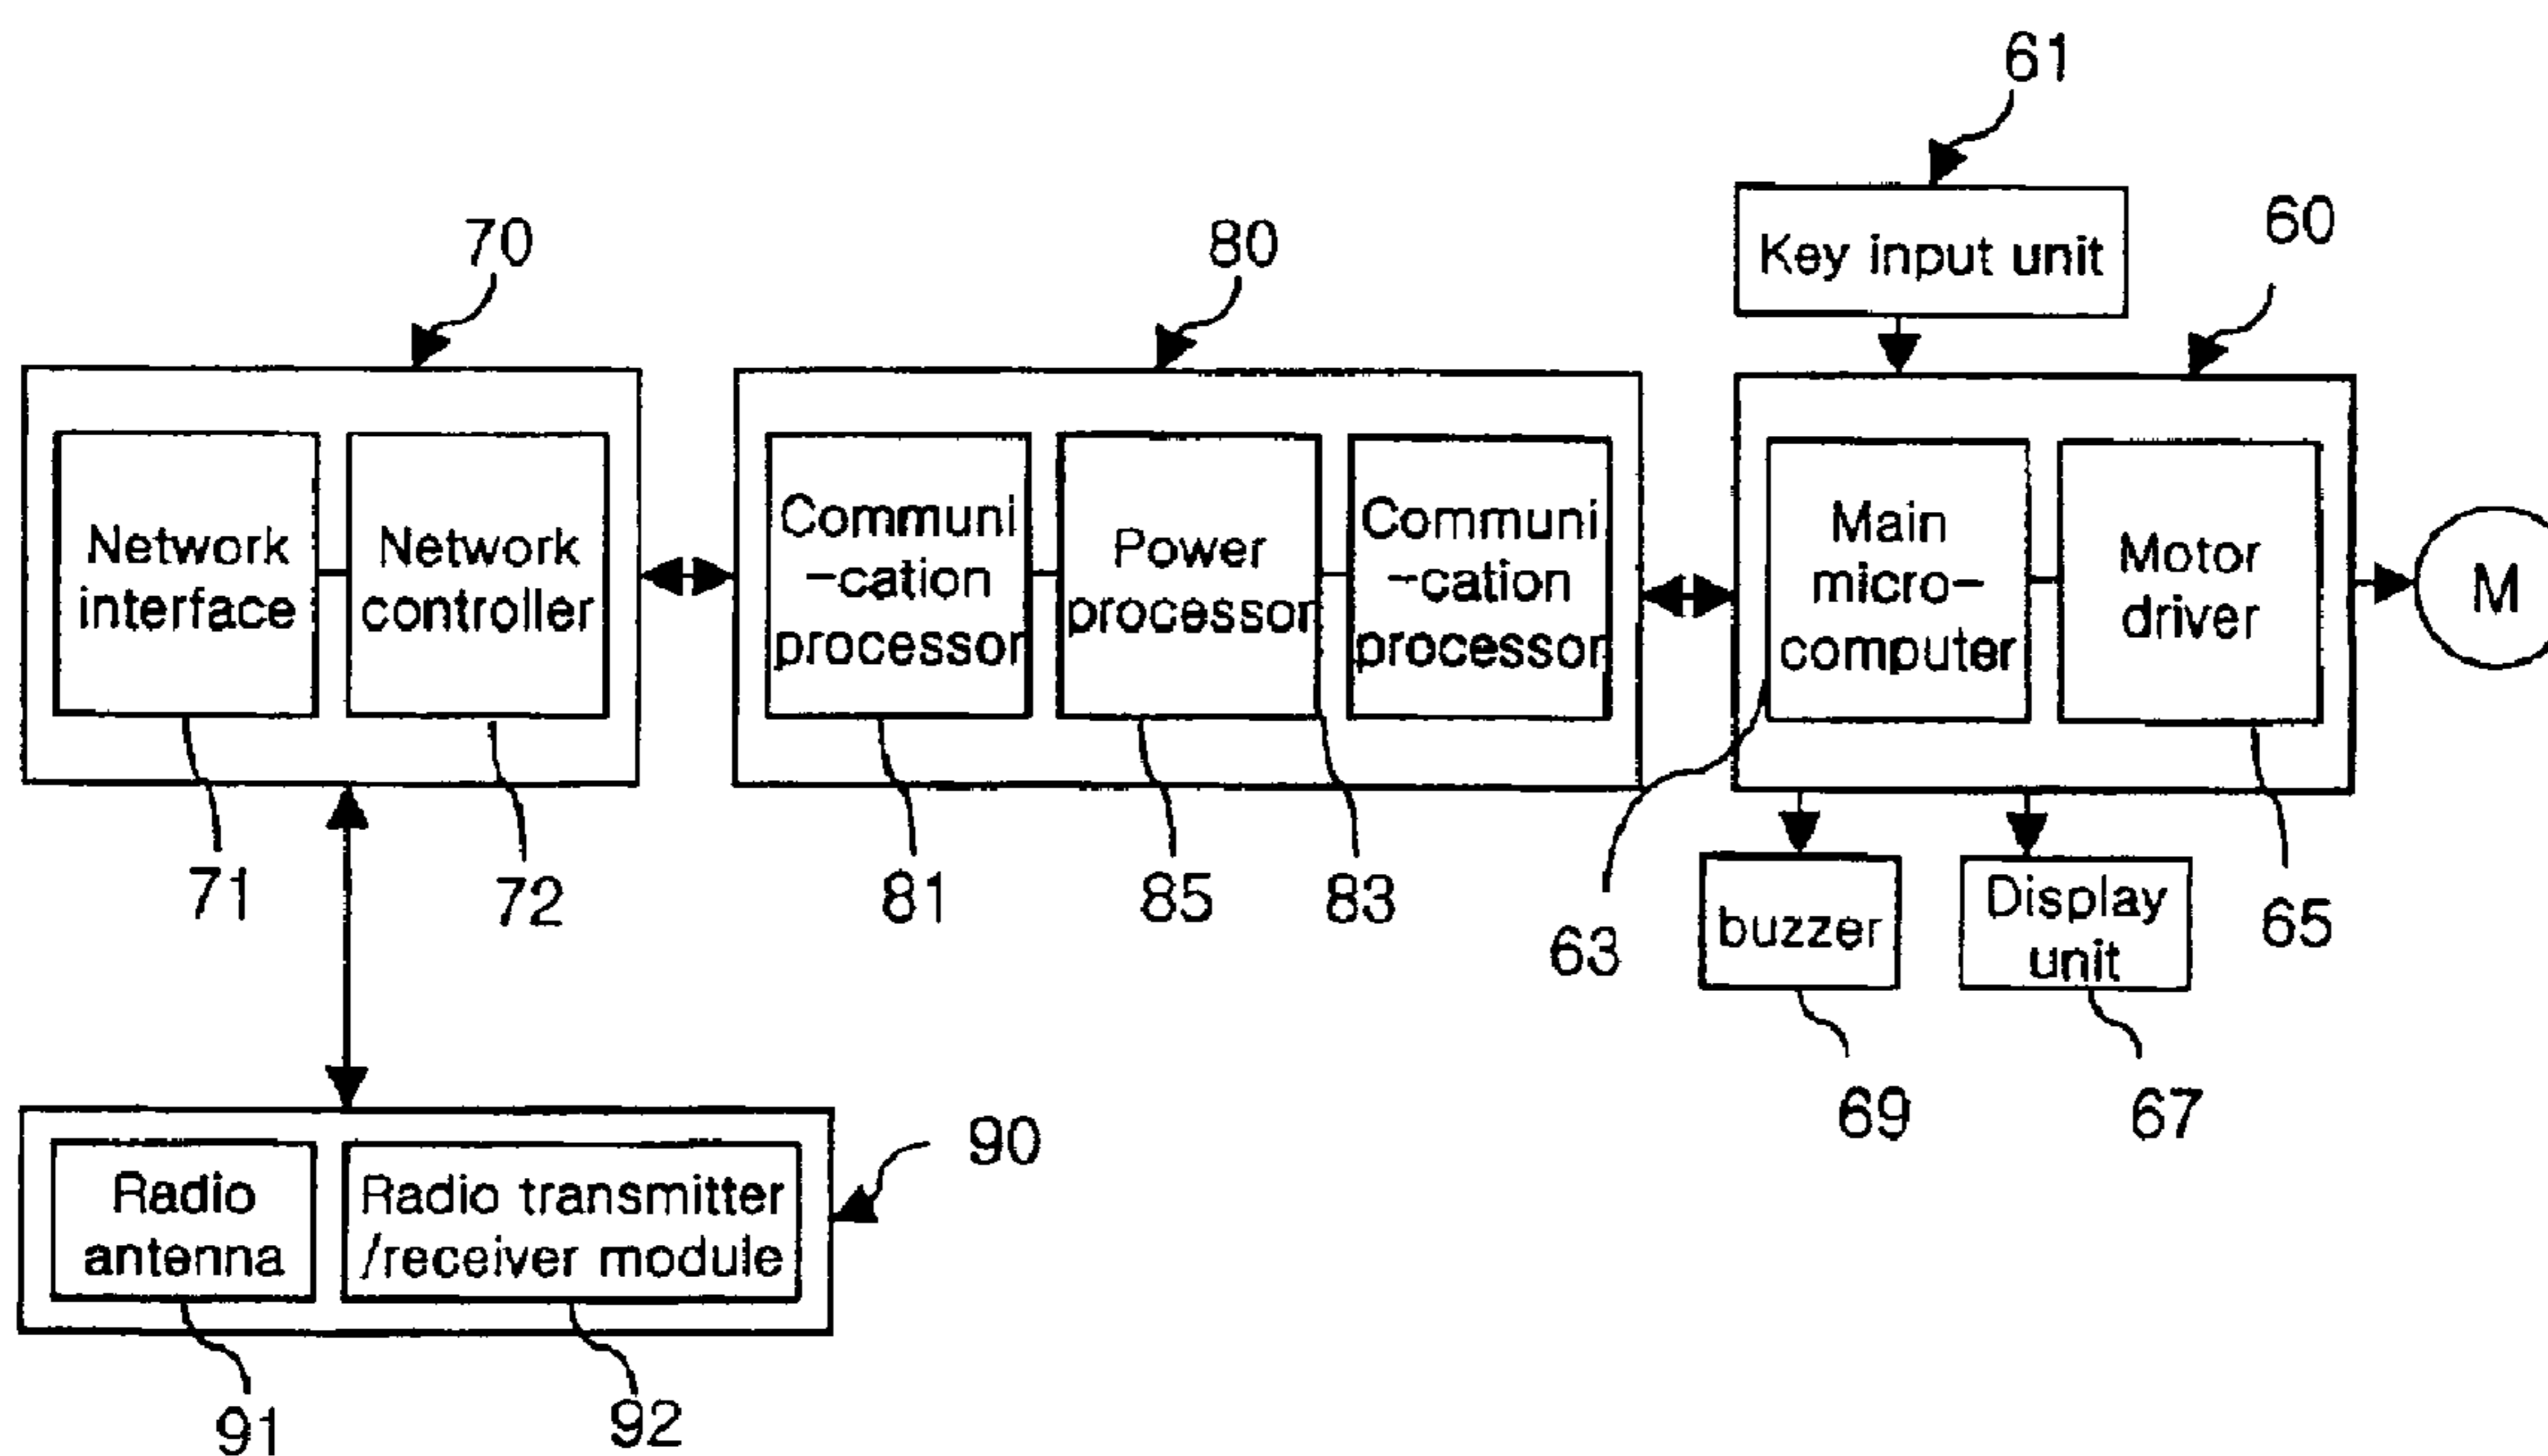 61
Key input unit
60
70
80
Network
interface
Network
controller
Communi
-cation
processor
Power
processor
Communi
-cation
processor
Main
micro-
computer
Motor
driver
M
71
72
81
85
83
63
buzzer
Display
unit
65
69
67
90
Radio
antenna
Radio transmitter
/receiver module
91
92